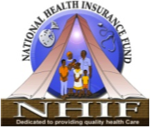 NATIONAL HEALTH INSURANCE FUND
NHIF
Dedicated to providing quality health Care